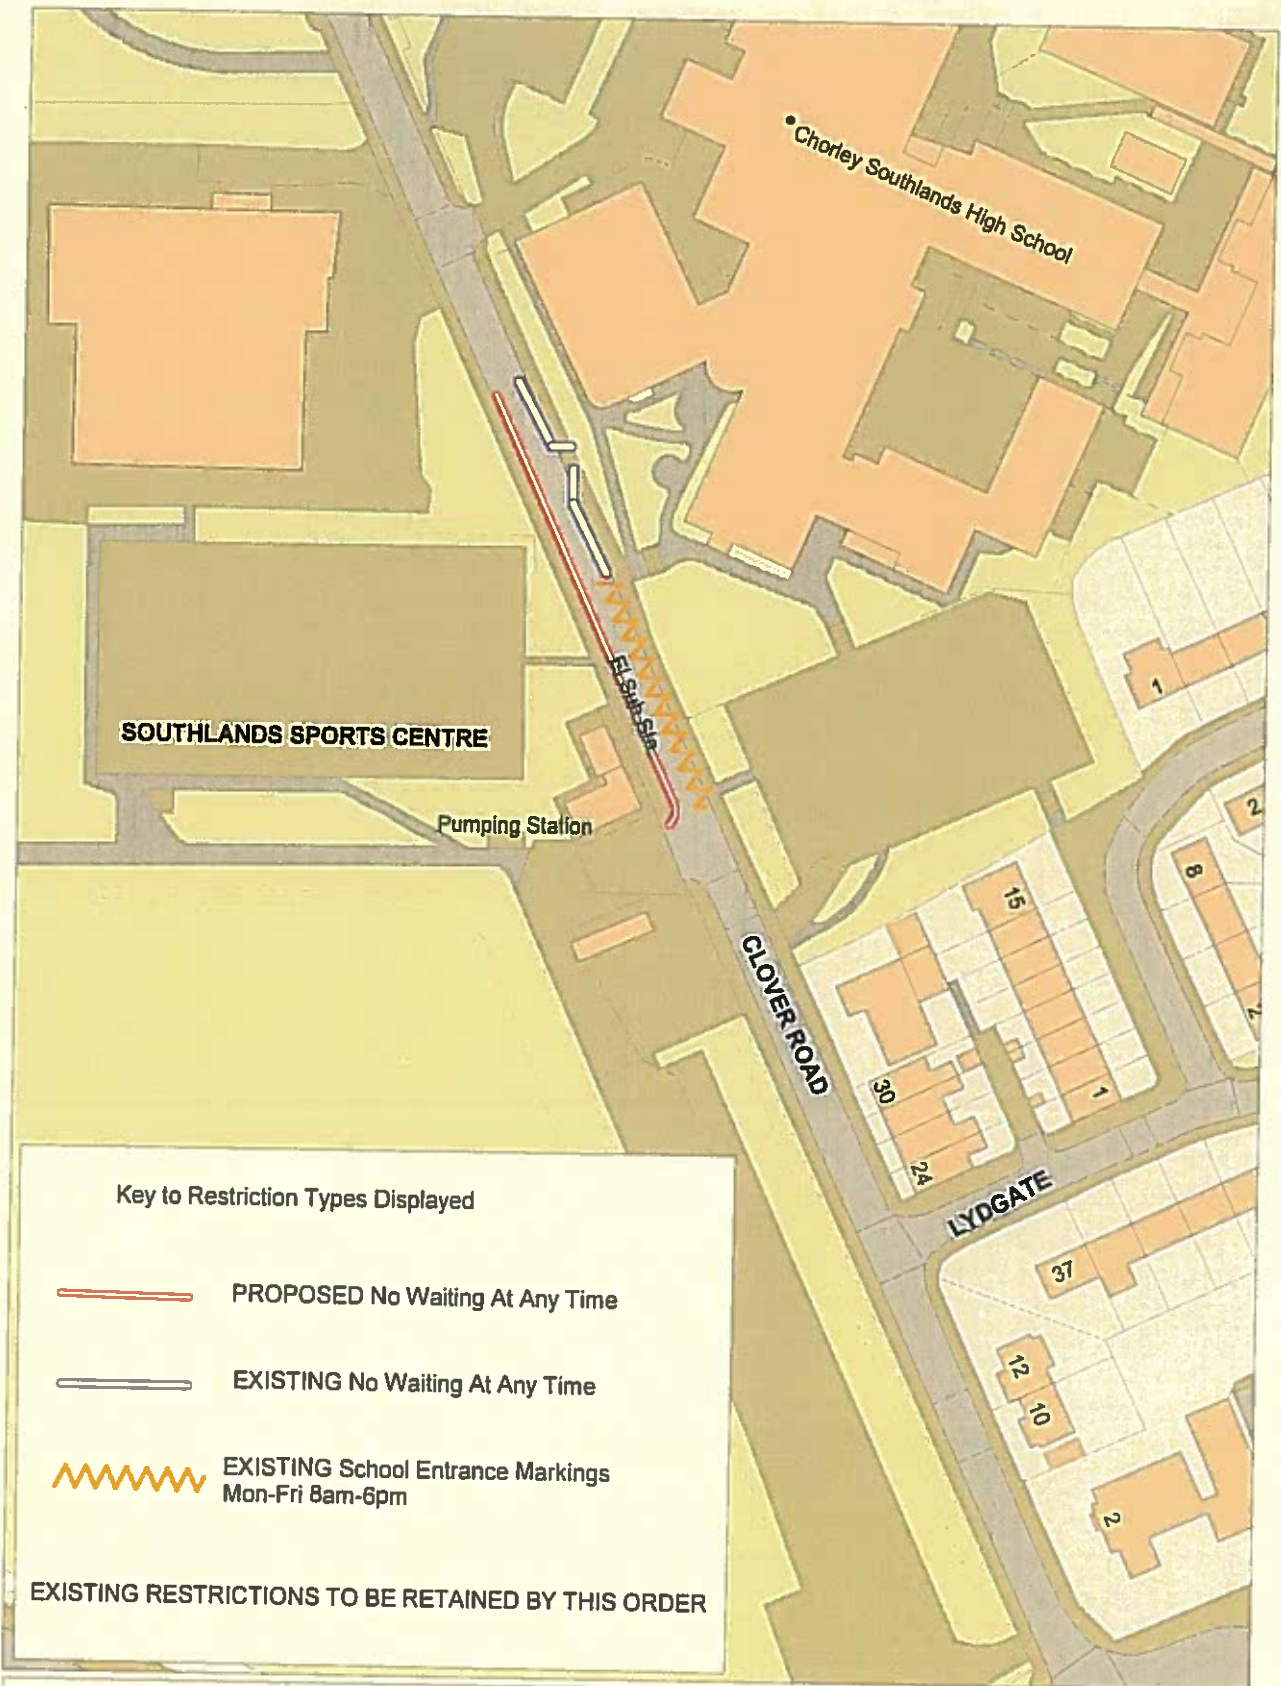 Chorley Southlands High School
El Sub Sta
SOUTHLANDS SPORTS CENTRE
Pumping Station
1
2
8
15
CLOVER ROAD
30
1
24
LYDGATE
37
12
10
2
Key to Restriction Types Displayed
PROPOSED No Waiting At Any Time
EXISTING No Waiting At Any Time
EXISTING School Entrance Markings
Mon-Fri 8am-6pm
EXISTING RESTRICTIONS TO BE RETAINED BY THIS ORDER